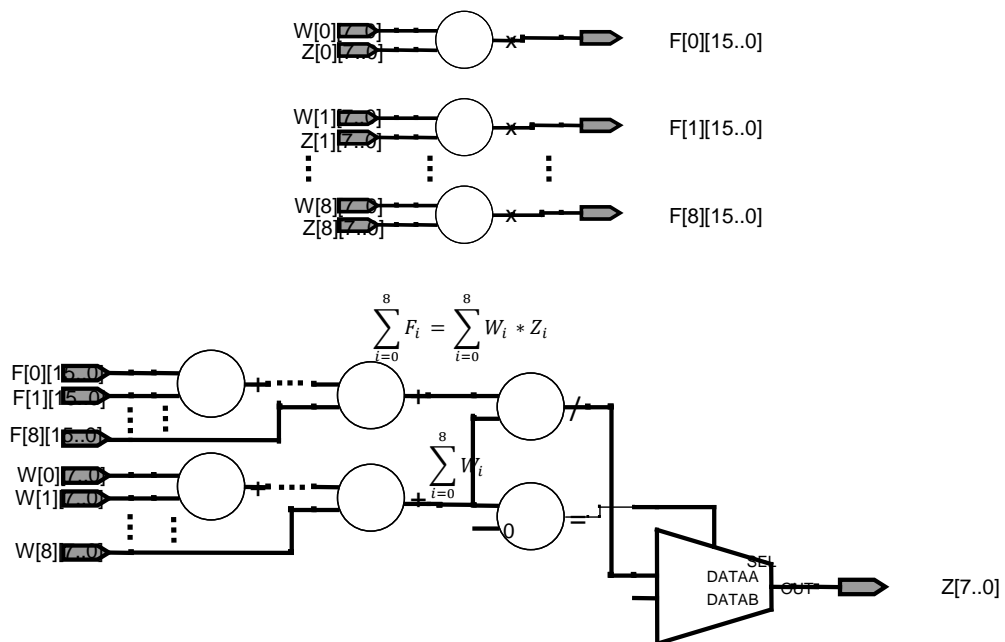 W[0][7..0]
Z[0][7..0]
x
F[0][15..0]
W[1][7..0]
Z[1][7..0]
x
F[1][15..0]
W[8][7..0]
Z[8][7..0]
x
F[8][15..0]
8 8
∑ F_i = ∑ W_i * Z_i
i=0 i=0
F[0][15..0]
F[1][15..0]
+
+
/
F[8][15..0]
8
∑ W_i
i=0
W[0][7..0]
W[1][7..0]
+
+
0
=
W[8][7..0]
SEL
DATAA
OUT
DATAB
Z[7..0]